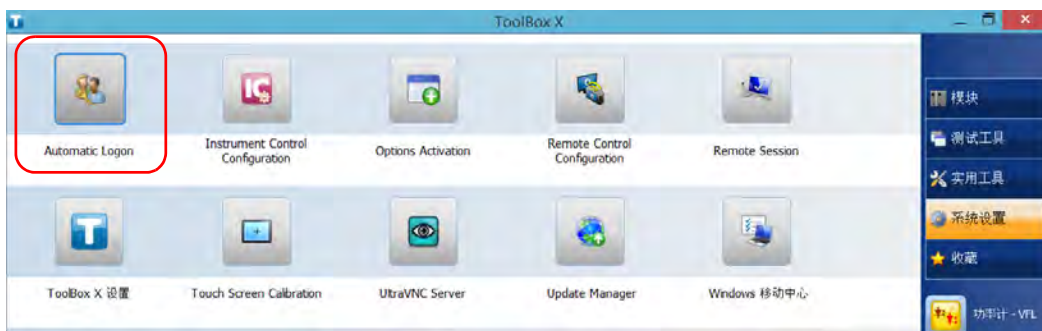 ToolBox X
Automatic Logon
Instrument Control
Configuration
Options Activation
Remote Control
Configuration
Remote Session
ToolBox X 设置
Touch Screen Calibration
UltraVNC Server
Update Manager
Windows 移动中心
模块
测试工具
实用工具
系统设置
收藏
功率计 - VFL